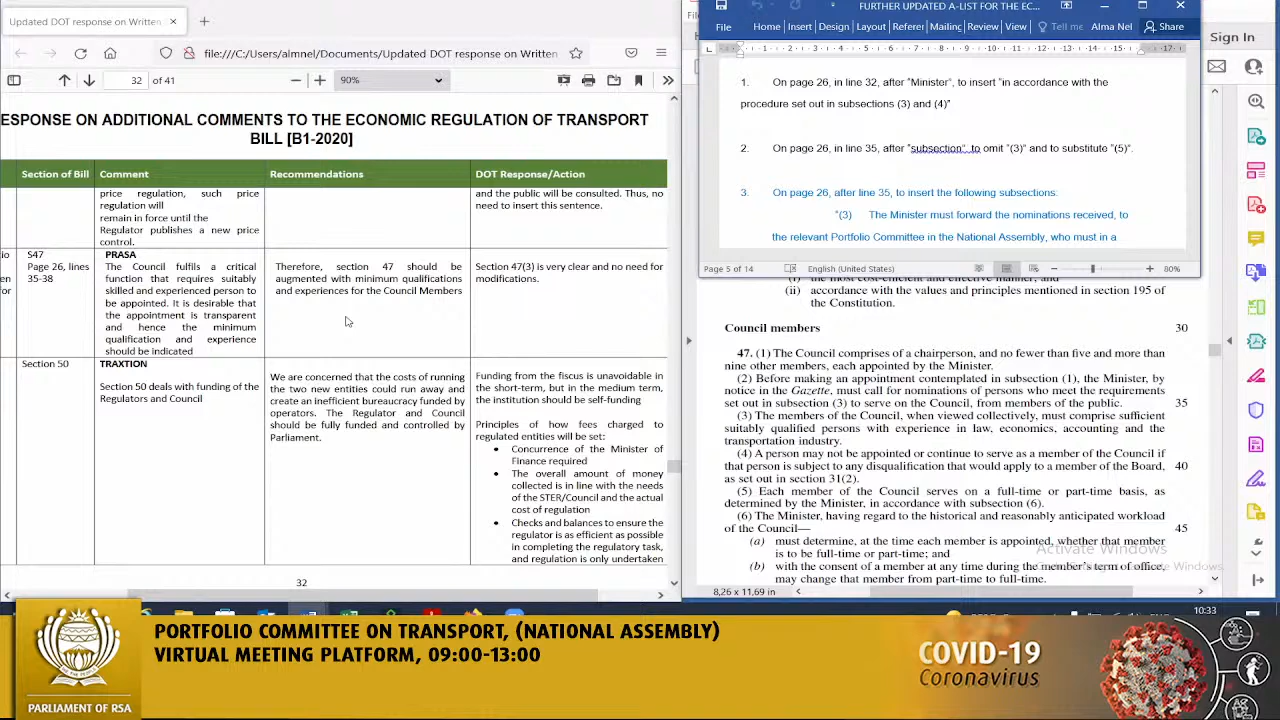 Updated DOT response on Written
file:///C:/Users/almnel/Documents/Updated DOT response on Written
32 of 41
90%
ESPONSE ON ADDITIONAL COMMENTS TO THE ECONOMIC REGULATION OF TRANSPORT
BILL [B1-2020]
Section of Bill
Comment
Recommendations
DOT Response/Action
price regulation, such price
regulation will
remain in force until the
Regulator publishes a new price
control.
and the public will be consulted. Thus, no
need to insert this sentence.
S47
Page 26, lines
35-38
PRASA
The Council fulfils a critical
function that requires suitably
skilled and experienced person to
be appointed. It is desirable that
the appointment is transparent
and hence the minimum
qualification and experience
should be indicated
Therefore, section 47 should be
augmented with minimum qualifications
and experiences for the Council Members
Section 47(3) is very clear and no need for
modifications.
Section 50
TRAXTION
Section 50 deals with funding of the
Regulators and Council
We are concerned that the costs of running
the two new entities could run away and
create an inefficient bureaucracy funded by
operators. The Regulator and Council
should be fully funded and controlled by
Parliament.
Funding from the fiscus is unavoidable in
the short-term, but in the medium term,
the institution should be self-funding
Principles of how fees charged to
regulated entities will be set:
• Concurrence of the Minister of
Finance required
• The overall amount of money
collected is in line with the needs
of the STER/Council and the actual
cost of regulation
• Checks and balances to ensure the
regulator is as efficient as possible
in completing the regulatory task,
and regulation is only undertaken
32
FURTHER UPDATED A-LIST FOR THE EC...
File Home Insert Design Layout Referer Mailing Review View Tell me Alma Nel Share
Sign In
1. On page 26, in line 32, after "Minister", to insert "in accordance with the
procedure set out in subsections (3) and (4)"
2. On page 26, in line 35, after "subsection", to omit "(3)" and to substitute "(5)".
3 On page 26, after line 35, to insert the following subsections:
"(3) The Minister must forward the nominations received, to
the relevant Portfolio Committee in the National Assembly, who must in a
Page 5 of 14 English (United States) 80%
(ii) accordance with the values and principles mentioned in section 195 of
the Constitution.
Council members 30
47. (1) The Council comprises of a chairperson, and no fewer than five and more than
nine other members, each appointed by the Minister.
(2) Before making an appointment contemplated in subsection (1), the Minister, by
notice in the Gazette, must call for nominations of persons who meet the requirements
set out in subsection (3) to serve on the Council, from members of the public. 35
(3) The members of the Council, when viewed collectively, must comprise sufficient
suitably qualified persons with experience in law, economics, accounting and the
transportation industry.
(4) A person may not be appointed or continue to serve as a member of the Council if
that person is subject to any disqualification that would apply to a member of the Board, 40
as set out in section 31(2).
(5) Each member of the Council serves on a full-time or part-time basis, as
determined by the Minister, in accordance with subsection (6).
(6) The Minister, having regard to the historical and reasonably anticipated workload
of the Council— 45
(a) must determine, at the time each member is appointed, whether that member
is to be full-time or part-time; and
(b) with the consent of a member at any time during the member's term of office,
may change that member from part-time to full-time.
Activate Windows
8,26 x 11,69 in
10:33
PORTFOLIO COMMITTEE ON TRANSPORT, (NATIONAL ASSEMBLY)
VIRTUAL MEETING PLATFORM, 09:00-13:00
PARLIAMENT OF RSA
COVID-19
Coronavirus